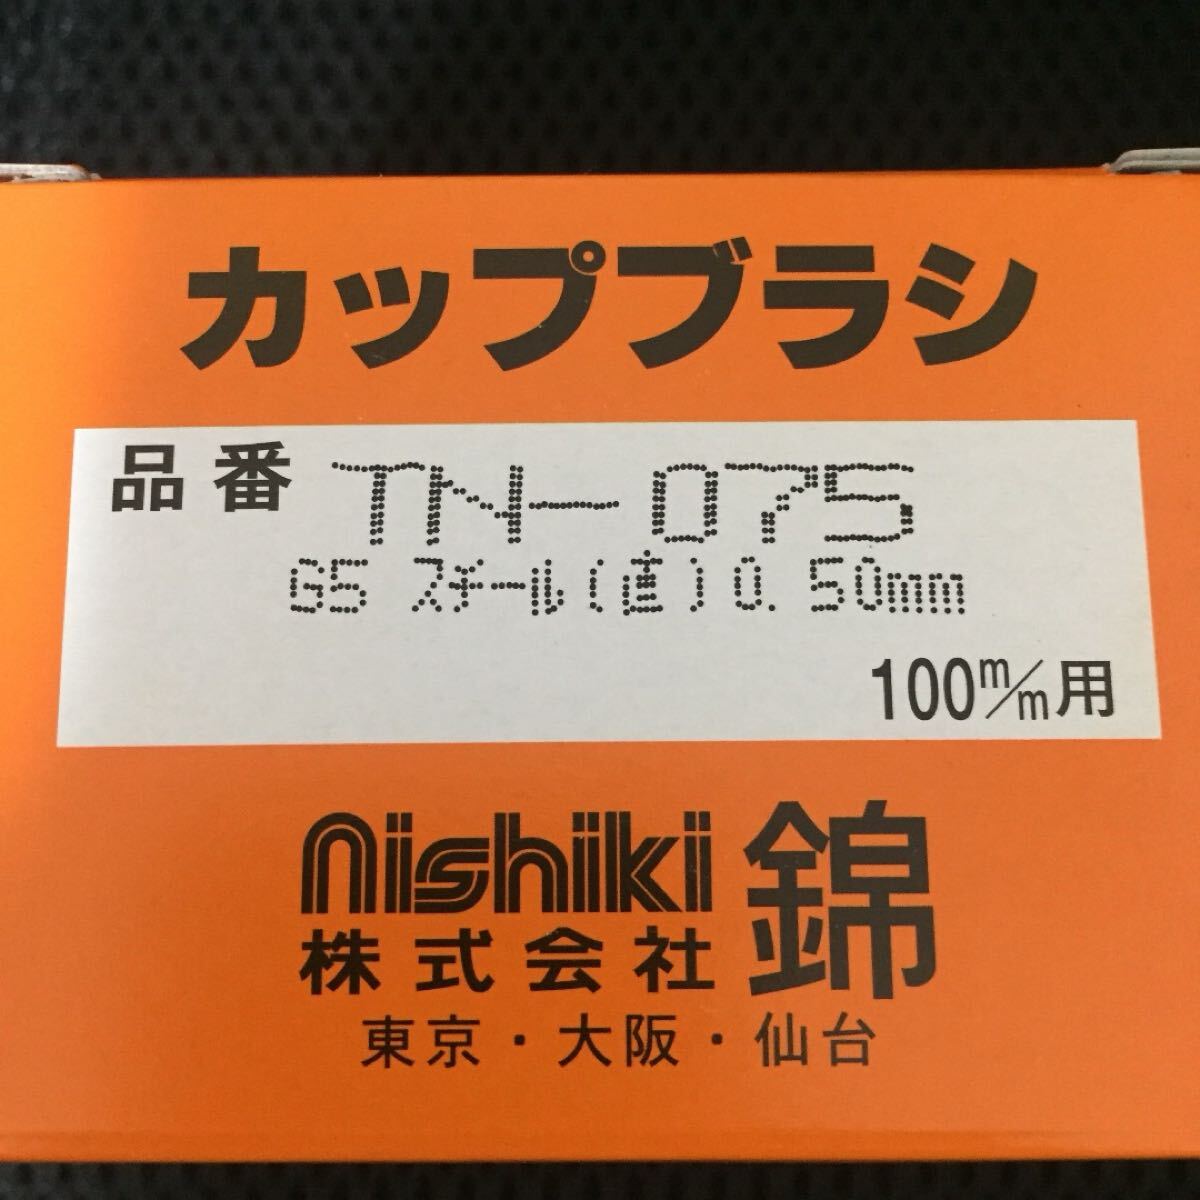 カップブラシ
品番 TN-075
G5 スチール(直)0.50mm
100m/m用
nishiki
株式会社 錦
東京・大阪・仙台